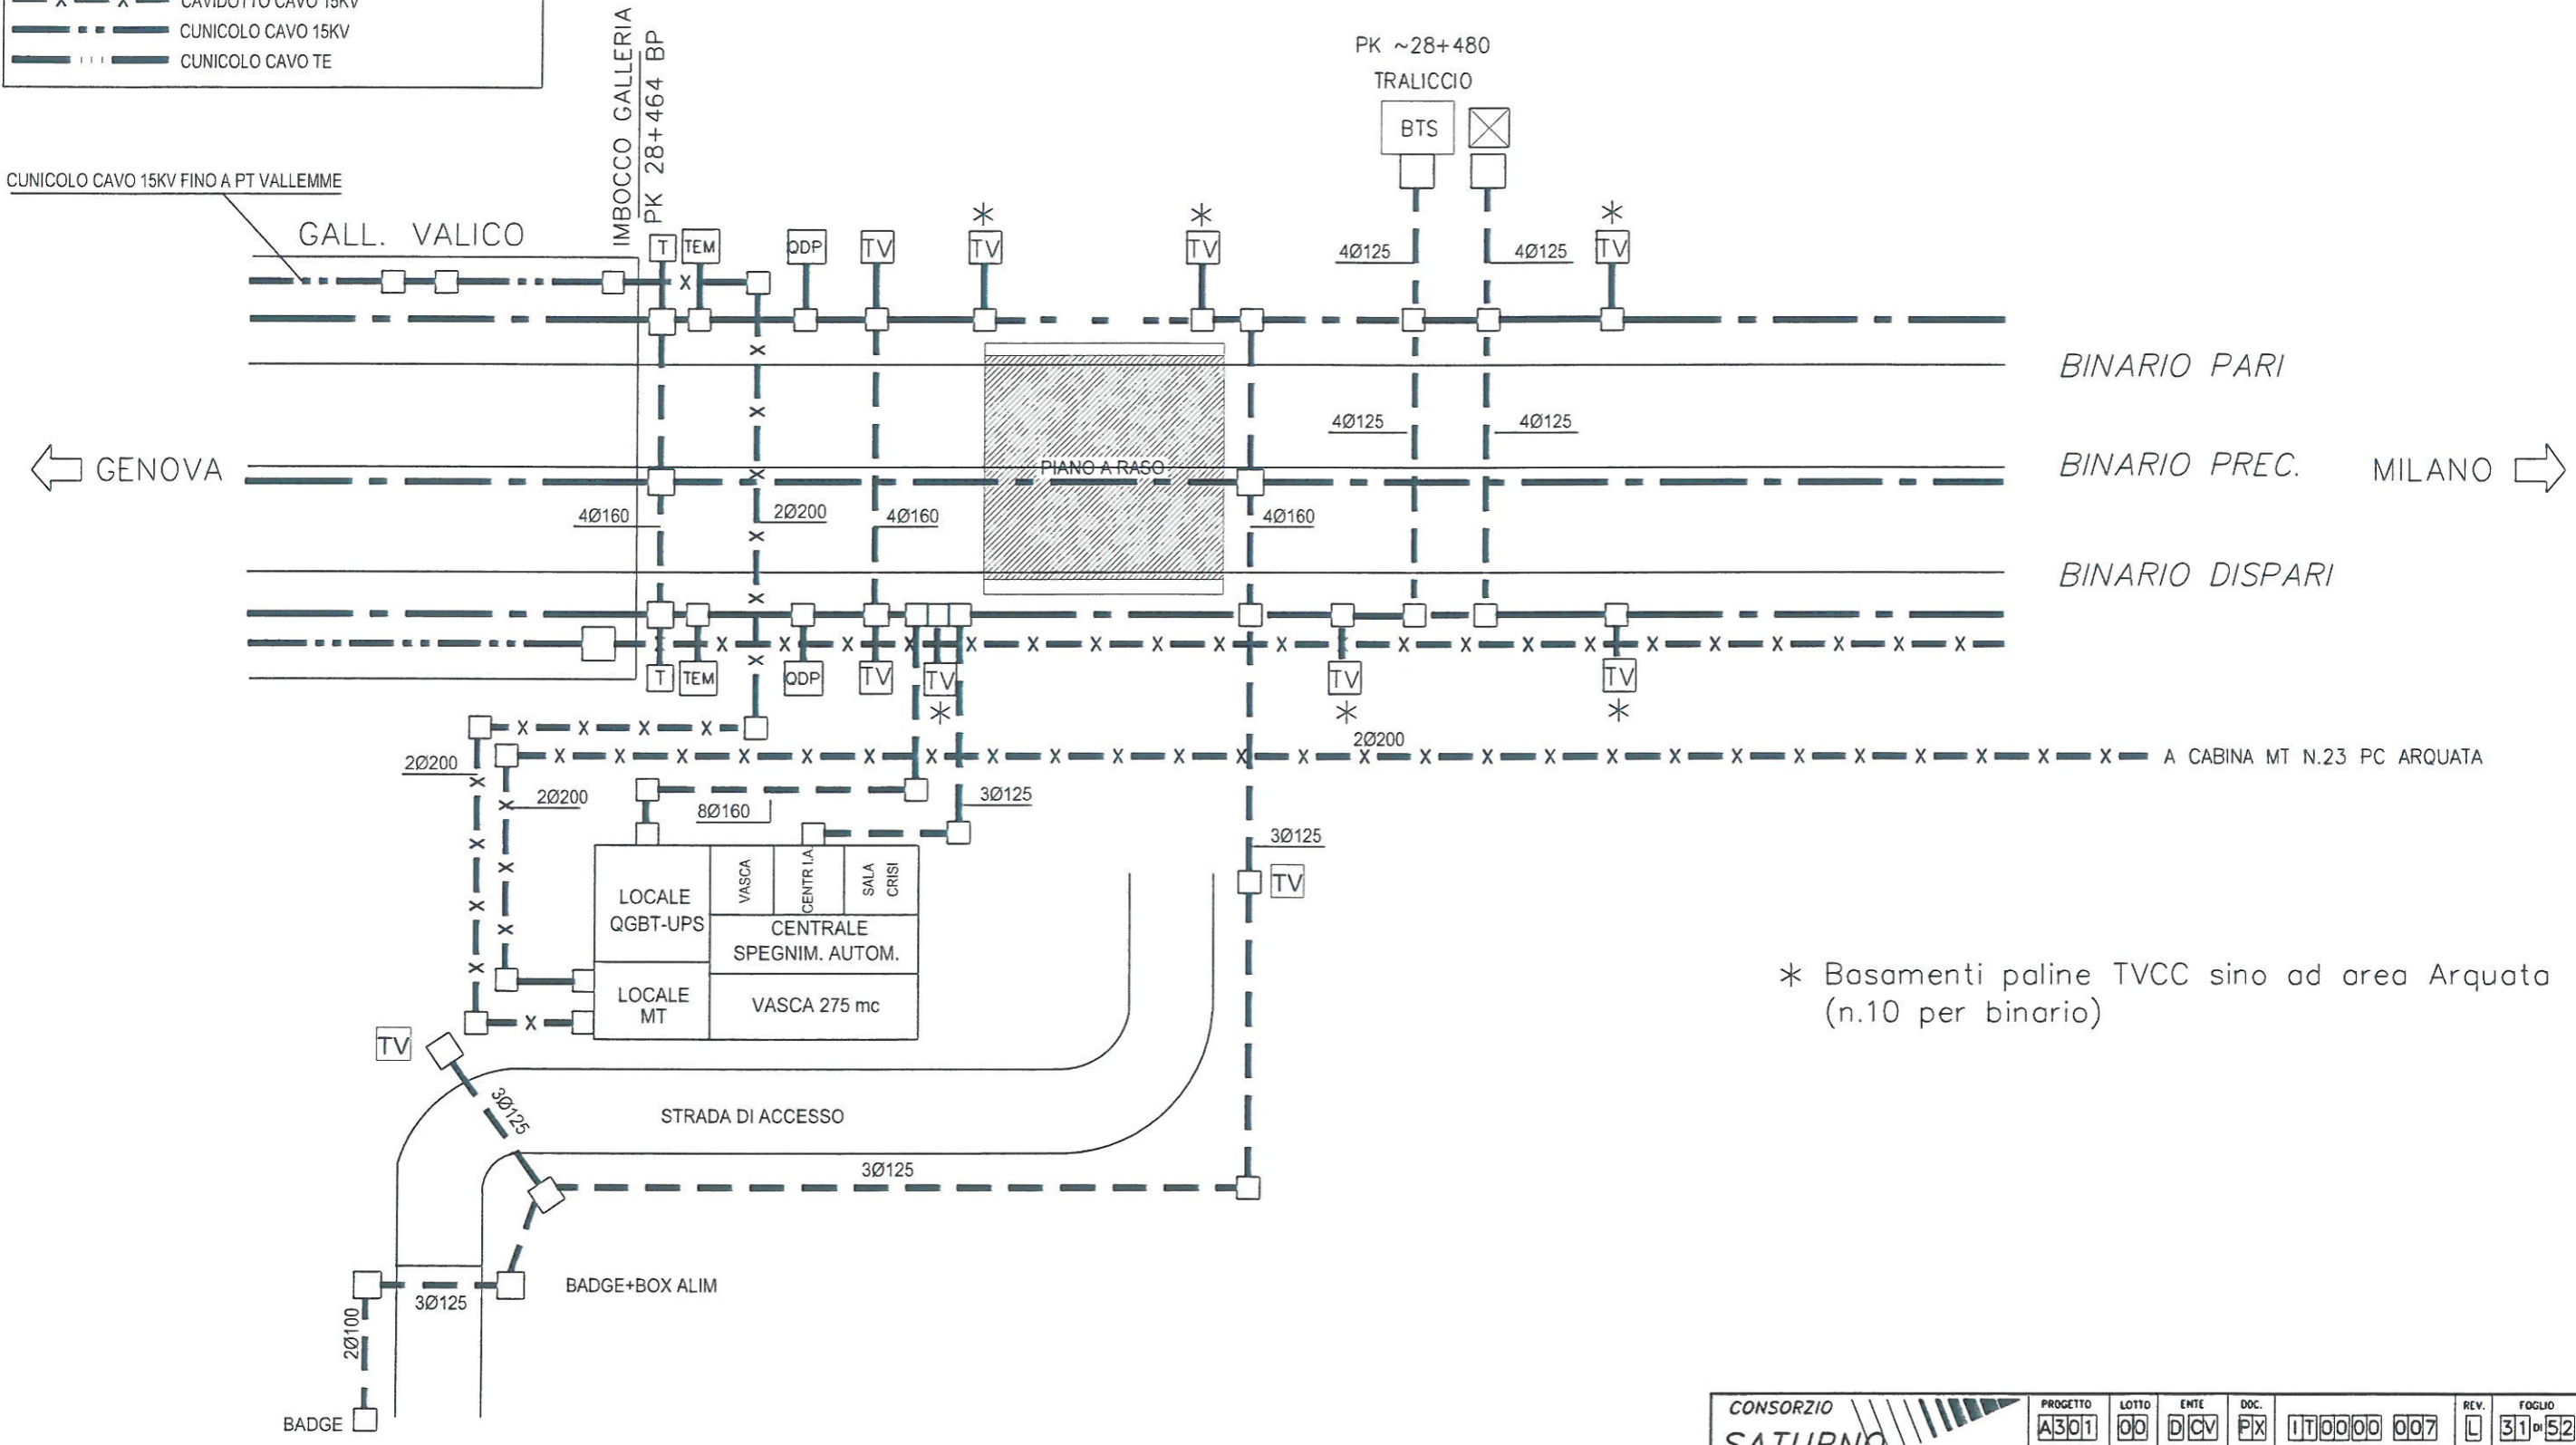 CAVIDOTTO CAVO 15KV
CUNICOLO CAVO 15KV
CUNICOLO CAVO TE
CUNICOLO CAVO 15KV FINO A PT VALLEMME
GALL. VALICO
IMBOCCO GALLERIA
PK 28+464 BP
PK ~28+480
TRALICCIO
BTS
T
TEM
QDP
TV
*
TV
*
TV
*
TV
4Ø125
4Ø125
BINARIO PARI
4Ø125
4Ø125
GENOVA
PIANO A RASO
BINARIO PREC.
MILANO
4Ø160
2Ø200
4Ø160
4Ø160
BINARIO DISPARI
T
TEM
QDP
TV
TV
*
TV
*
TV
*
2Ø200
A CABINA MT N.23 PC ARQUATA
2Ø200
2Ø200
8Ø160
3Ø125
3Ø125
TV
LOCALE
QGBT-UPS
VASCA
CENTR I.A.
SALA
CRISI
CENTRALE
SPEGNIM. AUTOM.
LOCALE
MT
VASCA 275 mc
* Basamenti paline TVCC sino ad area Arquata
(n.10 per binario)
TV
3Ø125
STRADA DI ACCESSO
3Ø125
BADGE+BOX ALIM
3Ø125
2Ø100
BADGE
CONSORZIO
SATURNO
PROGETTO
A301
LOTTO
00
ENTE
DCV
DOC.
PX
IT0000 007
REV.
L
FOGLIO
31 DI 52